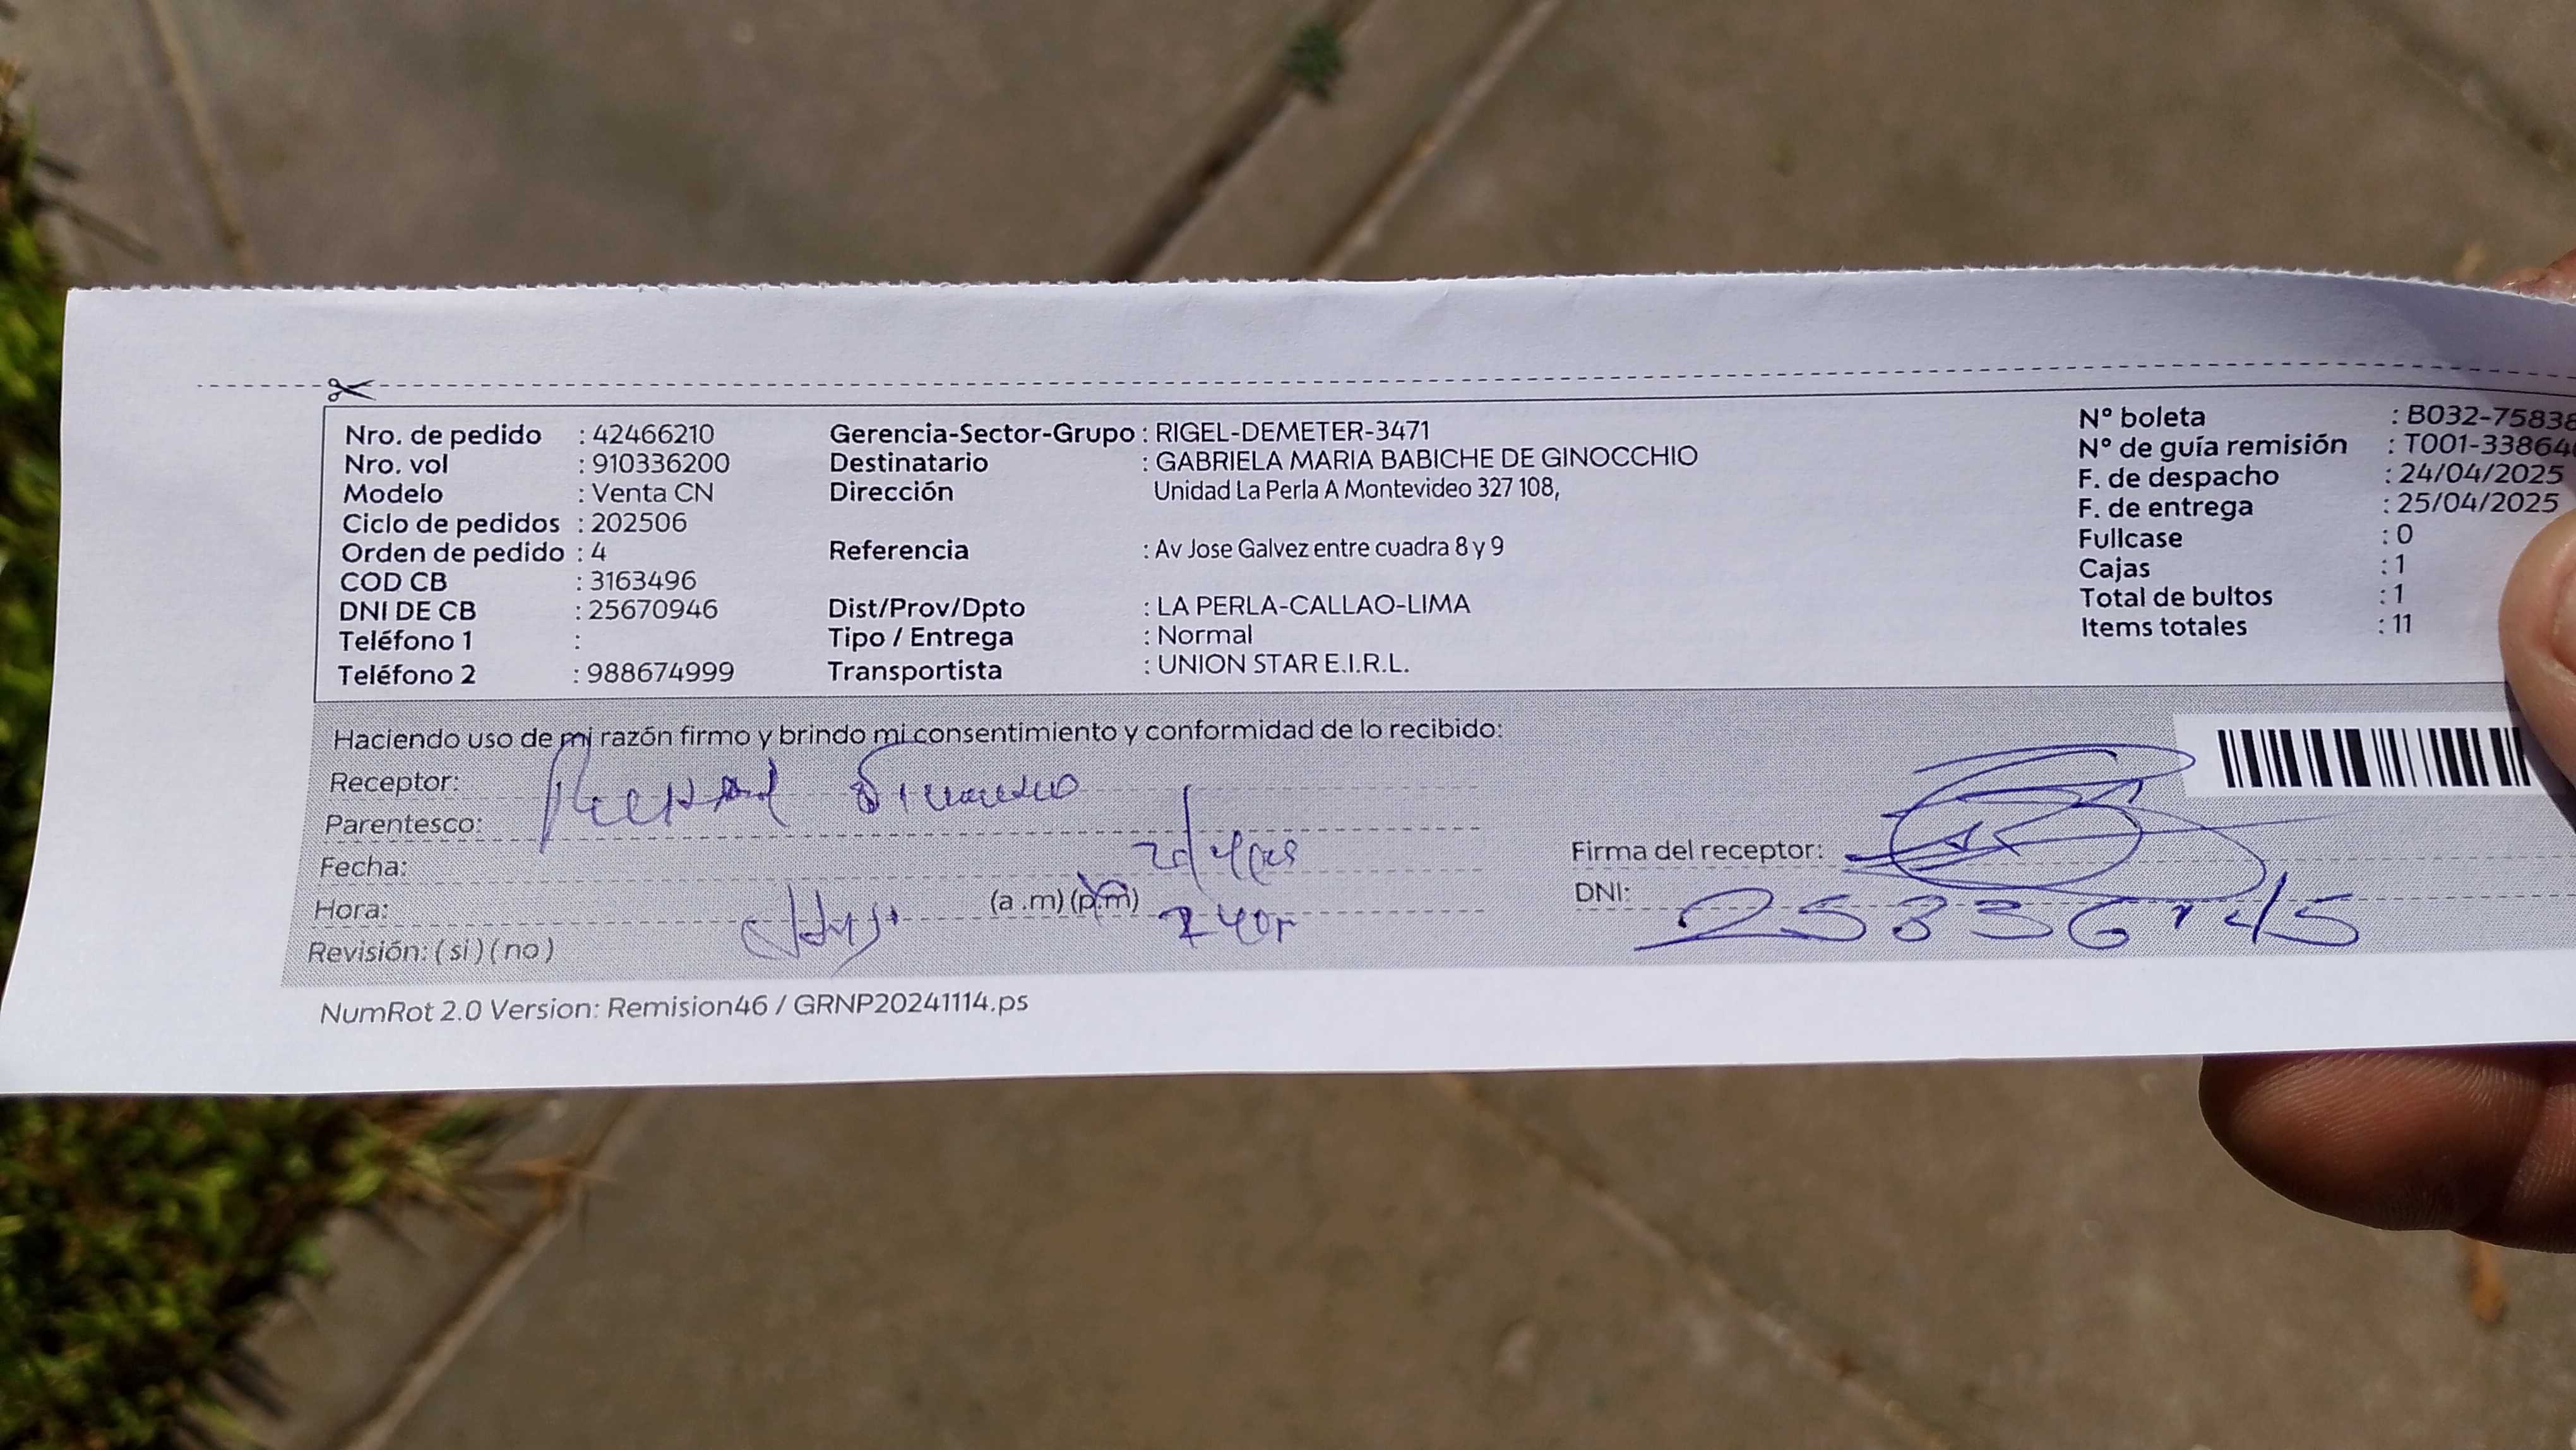 Nro. de pedido : 42466210
Nro. vol : 910336200
Modelo : Venta CN
Ciclo de pedidos : 202506
Orden de pedido : 4
COD CB : 3163496
DNI DE CB : 25670946
Teléfono 1 :
Teléfono 2 : 988674999
Gerencia-Sector-Grupo : RIGEL-DEMETER-3471
Destinatario : GABRIELA MARIA BABICHE DE GINOCCHIO
Dirección Unidad La Perla A Montevideo 327 108,
Referencia : Av Jose Galvez entre cuadra 8 y 9
Dist/Prov/Dpto : LA PERLA-CALLAO-LIMA
Tipo / Entrega : Normal
Transportista : UNION STAR E.I.R.L.
Nº boleta : B032-75838
Nº de guía remisión : T001-33864
F. de despacho : 24/04/2025
F. de entrega : 25/04/2025
Fullcase : 0
Cajas : 1
Total de bultos : 1
Items totales : 11
Haciendo uso de mi razón firmo y brindo mi consentimiento y conformidad de lo recibido:
Receptor:
Parentesco:
Fecha:
Hora: (a .m) (p.m)
Revisión: ( si ) ( no )
Firma del receptor:
DNI:
NumRot 2.0 Version: Remision46 / GRNP20241114.ps